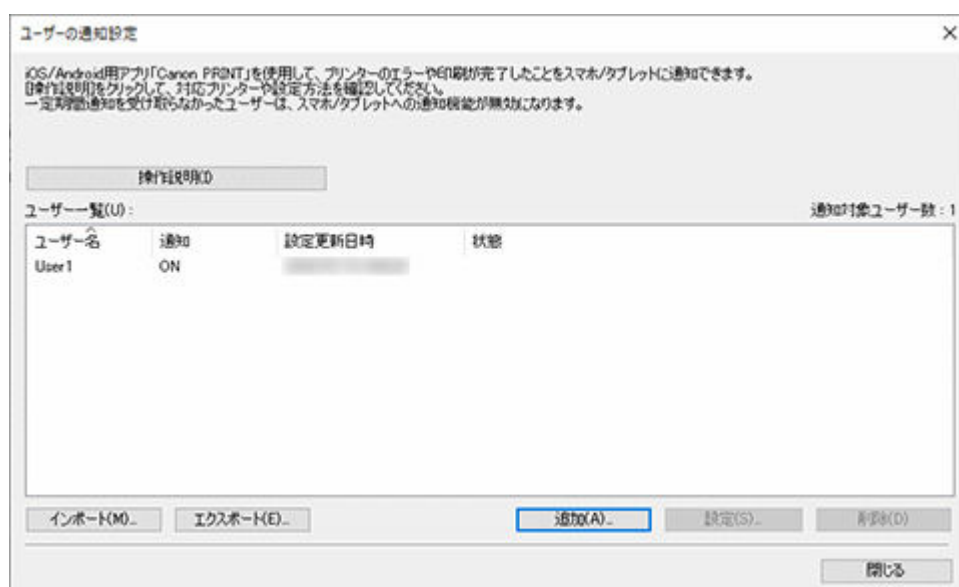 ユーザーの通知設定
iOS/Android用アプリ「Canon PRINT」を使用して、プリンターのエラーや印刷が完了したことをスマホ/タブレットに通知できます。
[操作説明]をクリックして、対応プリンターや設定方法を確認してください。
一定期間通知を受け取らなかったユーザーは、スマホ/タブレットへの通知機能が無効になります。
操作説明(I)
ユーザー一覧(U) : 通知対象ユーザー数 : 1
ユーザー名 通知 設定更新日時 状態
User1 ON
インポート(M)... エクスポート(E)... 追加(A)... 設定(S)... 削除(D)
閉じる